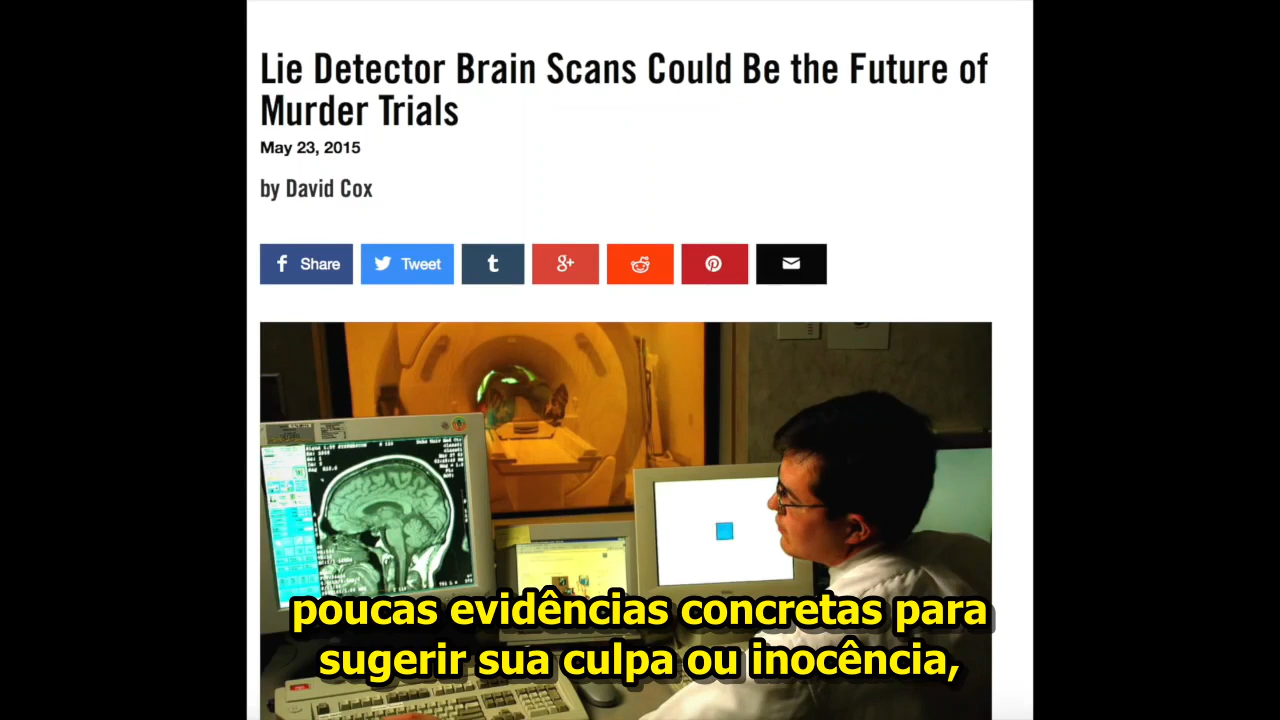 Lie Detector Brain Scans Could Be the Future of
Murder Trials
May 23, 2015
by David Cox
Share
Tweet
poucas evidências concretas para
sugerir sua culpa ou inocência,